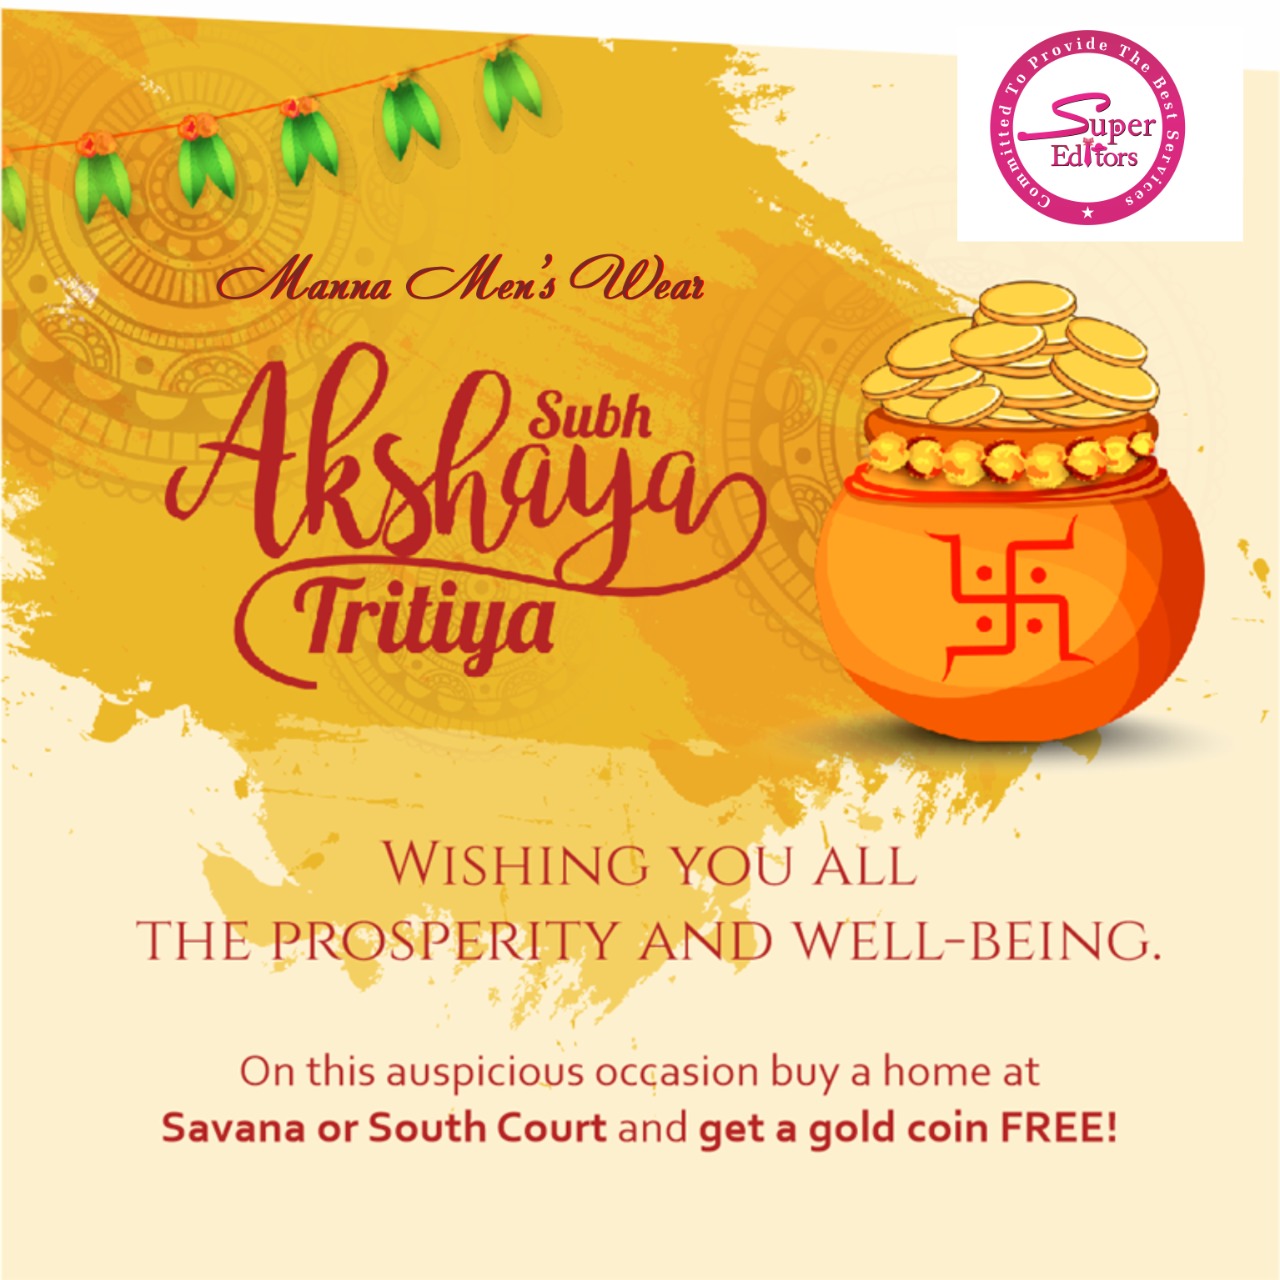 Committed To Provide The Best Services
Super
Editors
Manna Men's Wear
Subh
Akshaya
Tritiya
WISHING YOU ALL
THE PROSPERITY AND WELL-BEING.
On this auspicious occasion buy a home at
Savana or South Court and get a gold coin FREE!